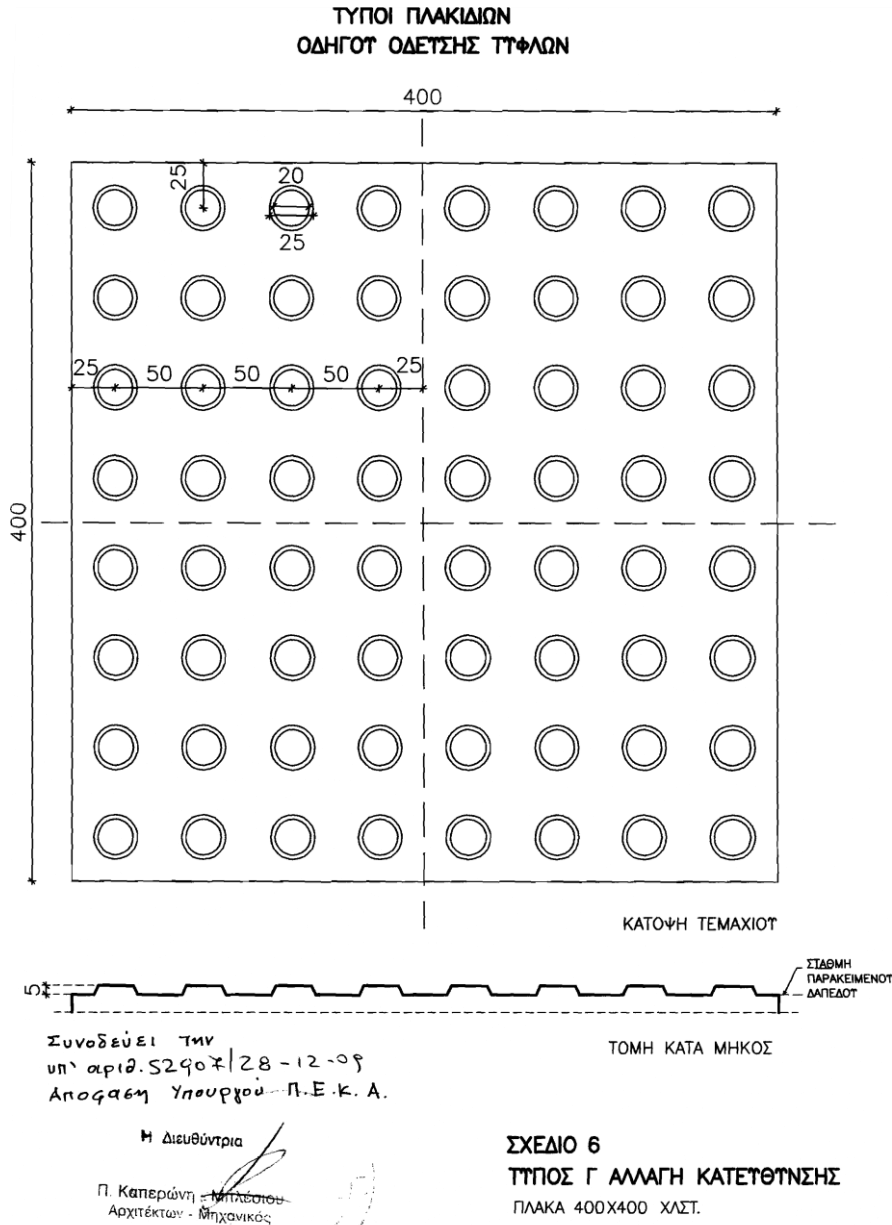 ΤΥΠΟΙ ΠΛΑΚΙΔΙΩΝ
ΟΔΗΓΟΥ ΟΔΕΥΣΗΣ ΤΥΦΛΩΝ
400
25
20
25
25 50 50 50 25
400
ΚΑΤΟΨΗ ΤΕΜΑΧΙΟΥ
5
ΣΤΑΘΜΗ
ΠΑΡΑΚΕΙΜΕΝΟΥ
ΔΑΠΕΔΟΥ
ΤΟΜΗ ΚΑΤΑ ΜΗΚΟΣ
Συνοδεύει την
υπ' αριθ. 52907/28-12-09
Απόφαση Υπουργού Π.Ε.Κ.Α.
Η Διευθύντρια
Π. Καπερώνη - Μπλέσιου
Αρχιτέκτων - Μηχανικός
ΣΧΕΔΙΟ 6
ΤΥΠΟΣ Γ ΑΛΛΑΓΗ ΚΑΤΕΥΘΥΝΣΗΣ
ΠΛΑΚΑ 400X400 ΧΛΣΤ.